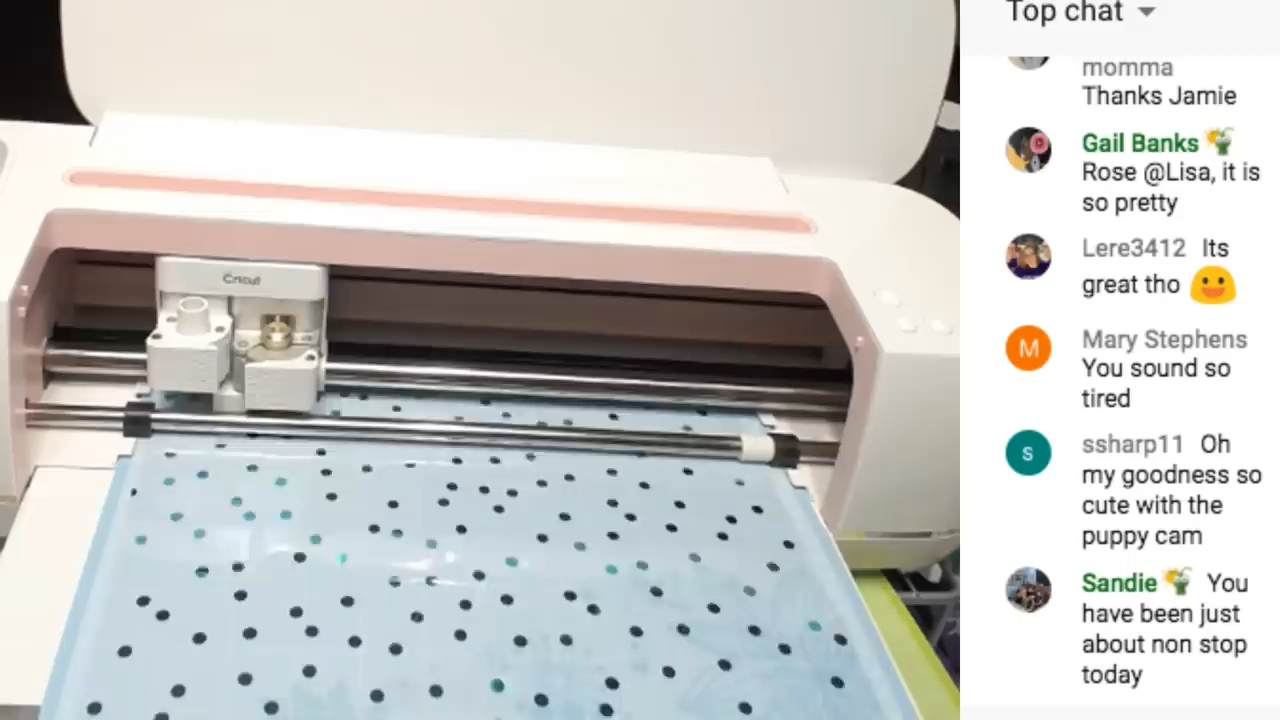 Top chat
momma
Thanks Jamie
Gail Banks
Rose @Lisa, it is
so pretty
Lere3412 Its
great tho
M
Mary Stephens
You sound so
tired
s
ssharp11 Oh
my goodness so
cute with the
puppy cam
Sandie You
have been just
about non stop
today
Cricut